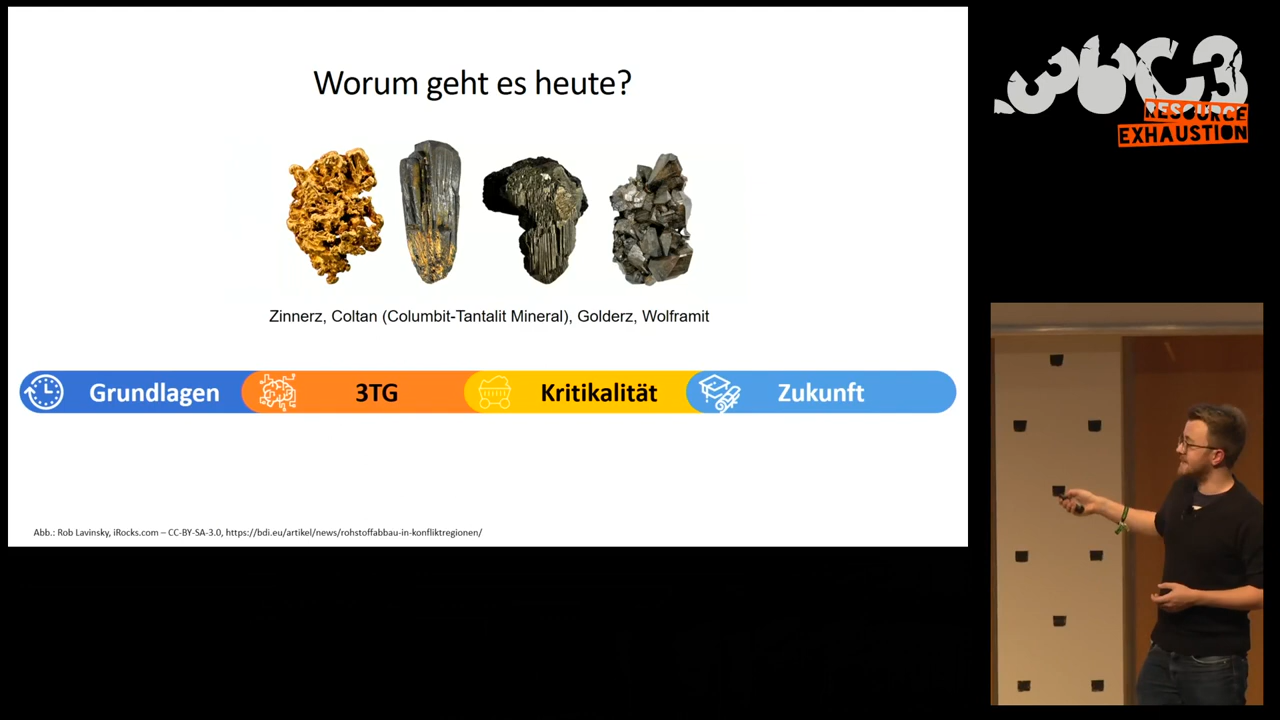 Worum geht es heute?
Zinnerz, Coltan (Columbit-Tantalit Mineral), Golderz, Wolframit
Grundlagen
3TG
Kritikalität
Zukunft
Abb.: Rob Lavinsky, iRocks.com – CC-BY-SA-3.0, https://bdi.eu/artikel/news/rohstoffabbau-in-konfliktregionen/
36C3
RESOURCE
EXHAUSTION